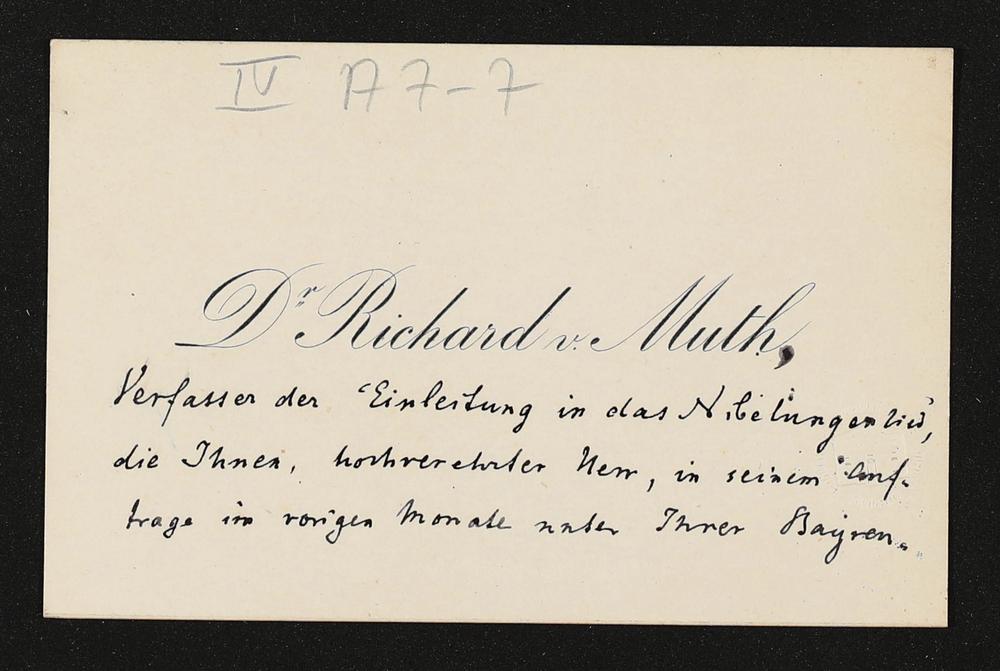 IV A 7-7
Dr Richard v. Muth,
Verfasser der 'Einleitung in das Nibelungenlied',
die Ihnen, hochverehrter Herr, in seinem Auf-
trage im vorigen Monate unter Ihrer Bayreu-